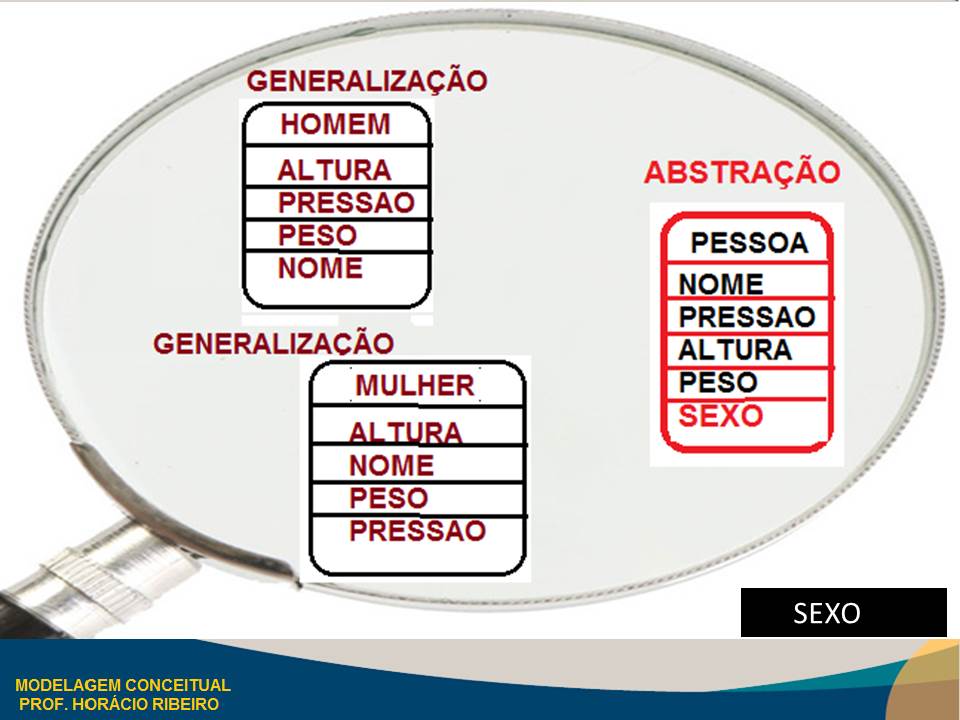 GENERALIZAÇÃO
HOMEM
ALTURA
PRESSAO
PESO
NOME
GENERALIZAÇÃO
MULHER
ALTURA
NOME
PESO
PRESSAO
ABSTRAÇÃO
PESSOA
NOME
PRESSAO
ALTURA
PESO
SEXO
SEXO
MODELAGEM CONCEITUAL
PROF. HORÁCIO RIBEIRO